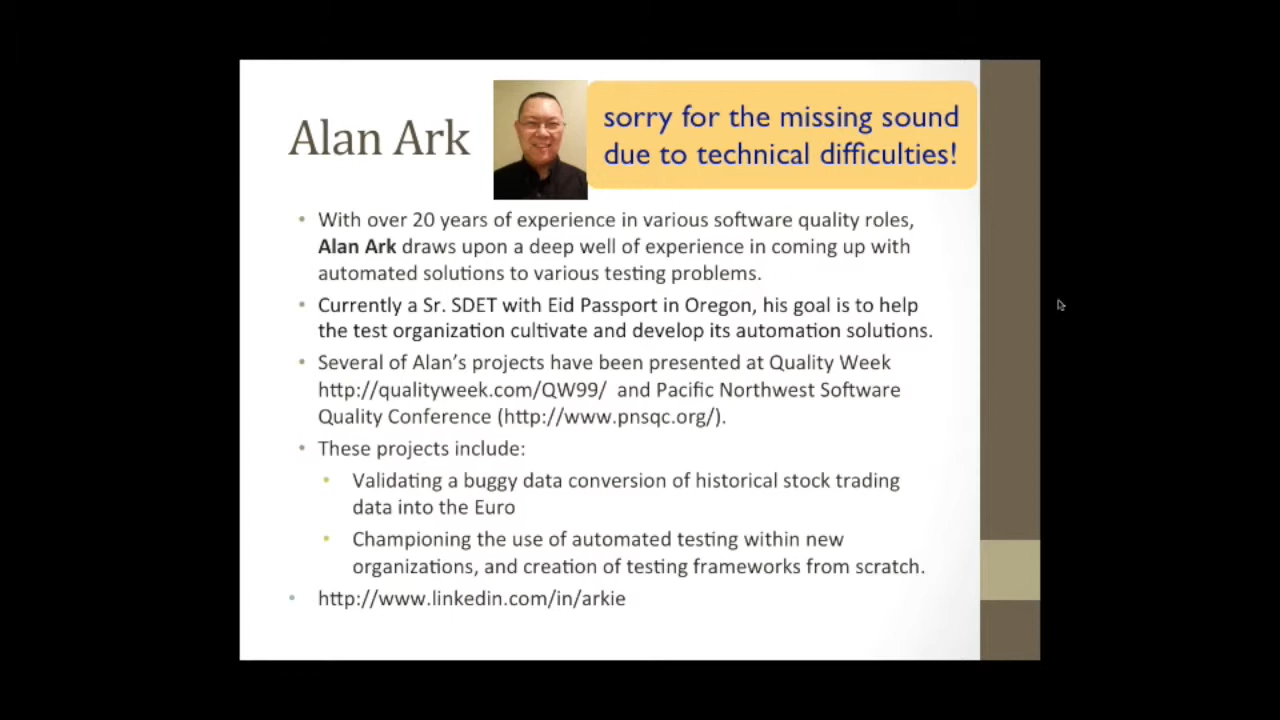 Alan Ark
sorry for the missing sound
due to technical difficulties!
• With over 20 years of experience in various software quality roles,
Alan Ark draws upon a deep well of experience in coming up with
automated solutions to various testing problems.
• Currently a Sr. SDET with Eid Passport in Oregon, his goal is to help
the test organization cultivate and develop its automation solutions.
• Several of Alan’s projects have been presented at Quality Week
http://qualityweek.com/QW99/ and Pacific Northwest Software
Quality Conference (http://www.pnsqc.org/).
• These projects include:
• Validating a buggy data conversion of historical stock trading
data into the Euro
• Championing the use of automated testing within new
organizations, and creation of testing frameworks from scratch.
• http://www.linkedin.com/in/arkie